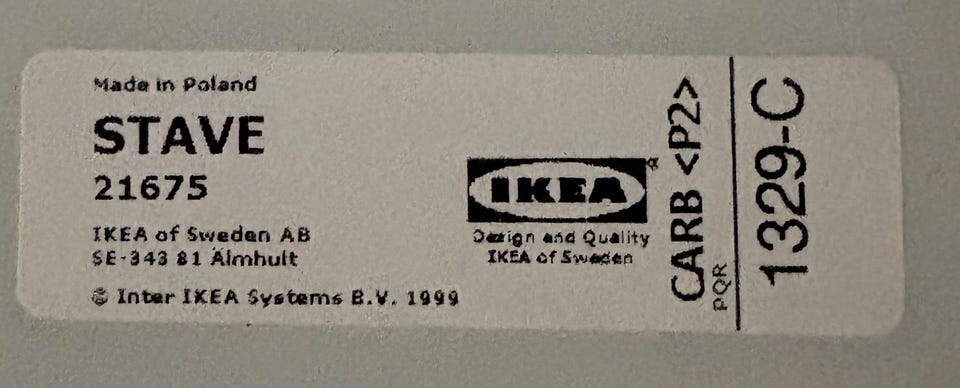 Made in Poland
STAVE
21675
IKEA of Sweden AB
SE-343 81 Älmhult
© Inter IKEA Systems B.V. 1999
IKEA®
Design and Quality
IKEA of Sweden
CARB <P2>
PQR
1329-C